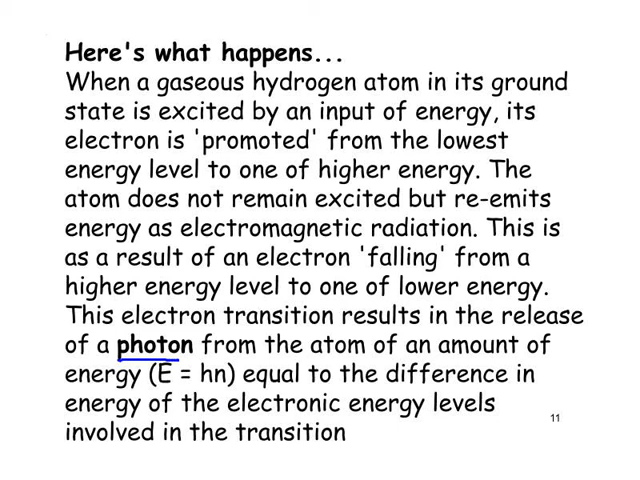 Here's what happens...
When a gaseous hydrogen atom in its ground
state is excited by an input of energy, its
electron is 'promoted' from the lowest
energy level to one of higher energy. The
atom does not remain excited but re-emits
energy as electromagnetic radiation. This is
as a result of an electron 'falling' from a
higher energy level to one of lower energy.
This electron transition results in the release
of a photon from the atom of an amount of
energy (E = hn) equal to the difference in
energy of the electronic energy levels
involved in the transition
11